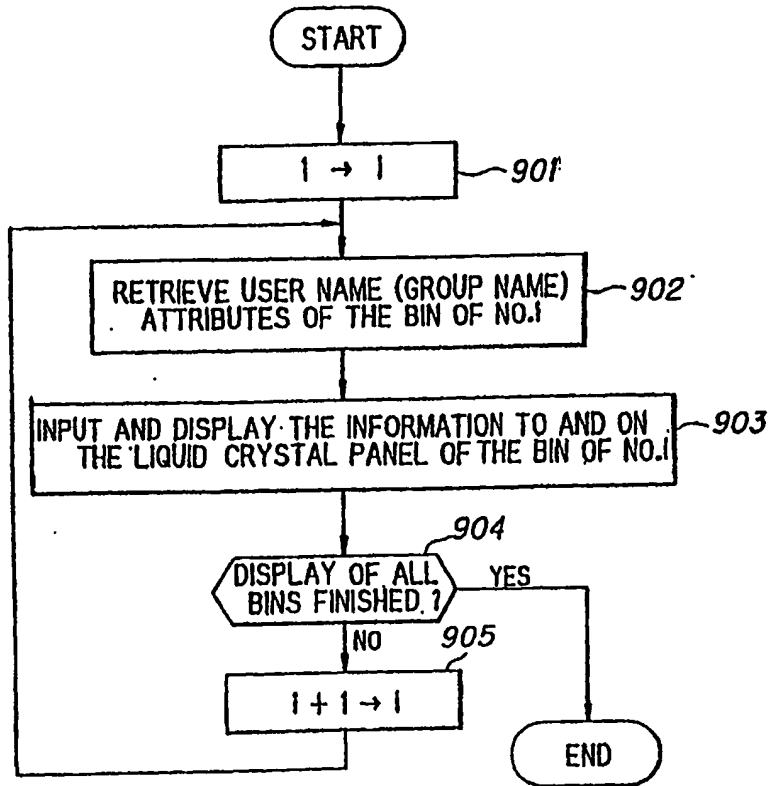 START
1 → i
901
RETRIEVE USER NAME (GROUP NAME)
ATTRIBUTES OF THE BIN OF NO.i
902
INPUT AND DISPLAY THE INFORMATION TO AND ON
THE LIQUID CRYSTAL PANEL OF THE BIN OF NO.i
903
904
DISPLAY OF ALL
BINS FINISHED ?
YES
NO
905
i + 1 → i
END